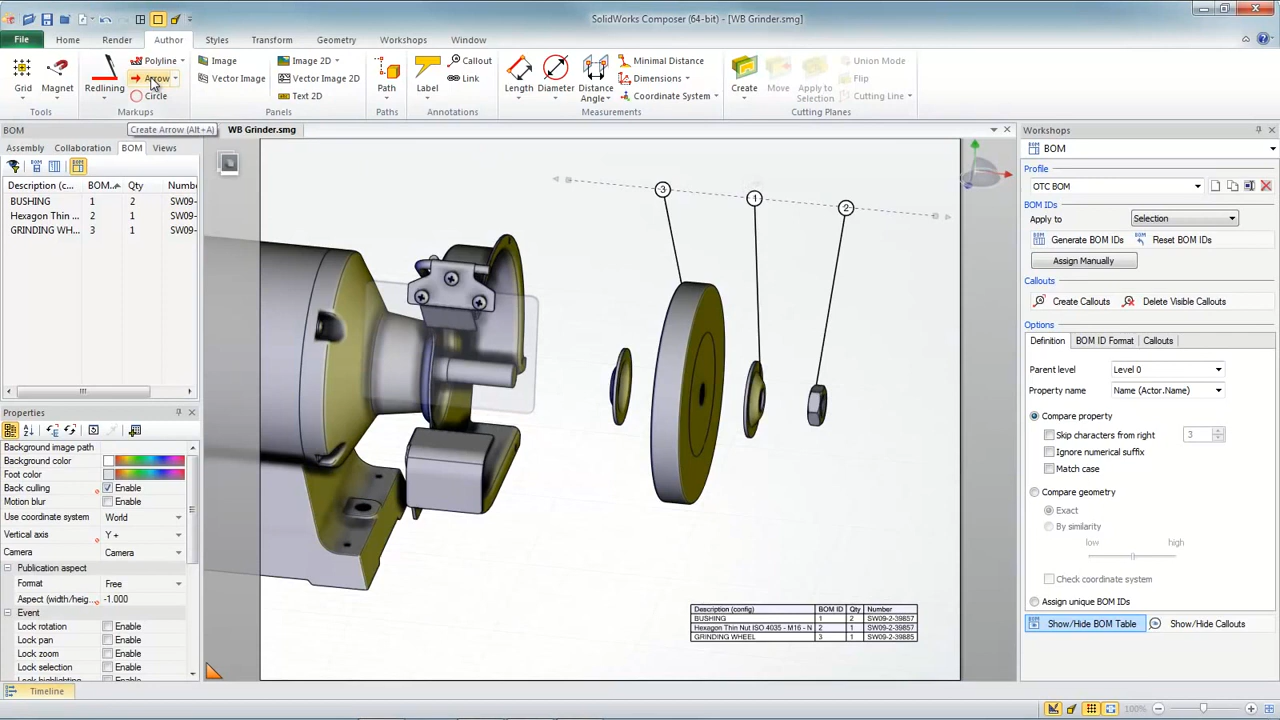 SolidWorks Composer (64-bit) - [WB Grinder.smg]
File Home Render Author Styles Transform Geometry Workshops Window
Grid Magnet
Tools
Redlining Polyline Arrow Circle
Markups
Image Vector Image Image 2D Vector Image 2D Text 2D
Panels
Path
Paths
Label Callout Link
Annotations
Length Diameter Distance Angle Minimal Distance Dimensions Coordinate System
Measurements
Create Move Apply to Selection Union Mode Flip Cutting Line
Cutting Planes
Create Arrow (Alt+A)
BOM
WB Grinder.smg
Assembly Collaboration BOM Views
Description (c... BOM... Qty Numbe
BUSHING 1 2 SW09-
Hexagon Thin ... 2 1 SW09-
GRINDING WH... 3 1 SW09-
Properties
Background image path
Background color
Foot color
Back culling Enable
Motion blur Enable
Use coordinate system World
Vertical axis Y +
Camera Camera
Publication aspect
Format Free
Aspect (width/heig... -1.000
Event
Lock rotation Enable
Lock pan Enable
Lock zoom Enable
Lock selection Enable
Timeline
3 1 2
Description (config) BOM ID Qty Number
BUSHING 1 2 SW09-2-39857
Hexagon Thin Nut ISO 4035 - M16 - N 2 1 SW09-2-39857
GRINDING WHEEL 3 1 SW09-2-39885
Workshops
BOM
Profile
OTC BOM
BOM IDs
Apply to Selection
Generate BOM IDs Reset BOM IDs
Assign Manually
Callouts
Create Callouts Delete Visible Callouts
Options
Definition BOM ID Format Callouts
Parent level Level 0
Property name Name (Actor.Name)
Compare property
Skip characters from right 3
Ignore numerical suffix
Match case
Compare geometry
Exact
By similarity
low high
Check coordinate system
Assign unique BOM IDs
Show/Hide BOM Table Show/Hide Callouts
100%